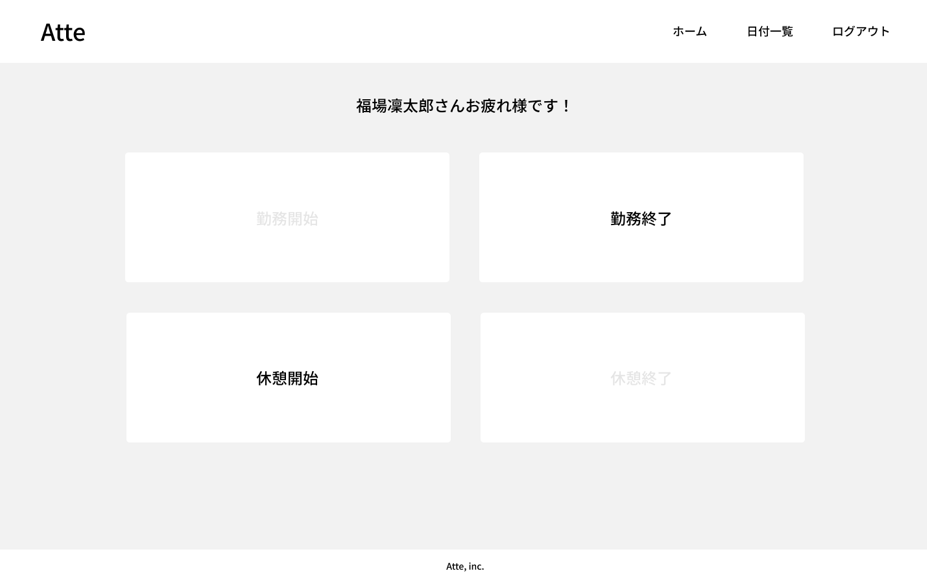 Atte
ホーム 日付一覧 ログアウト
福場凜太郎さんお疲れ様です！
勤務開始 勤務終了
休憩開始 休憩終了
Atte, inc.